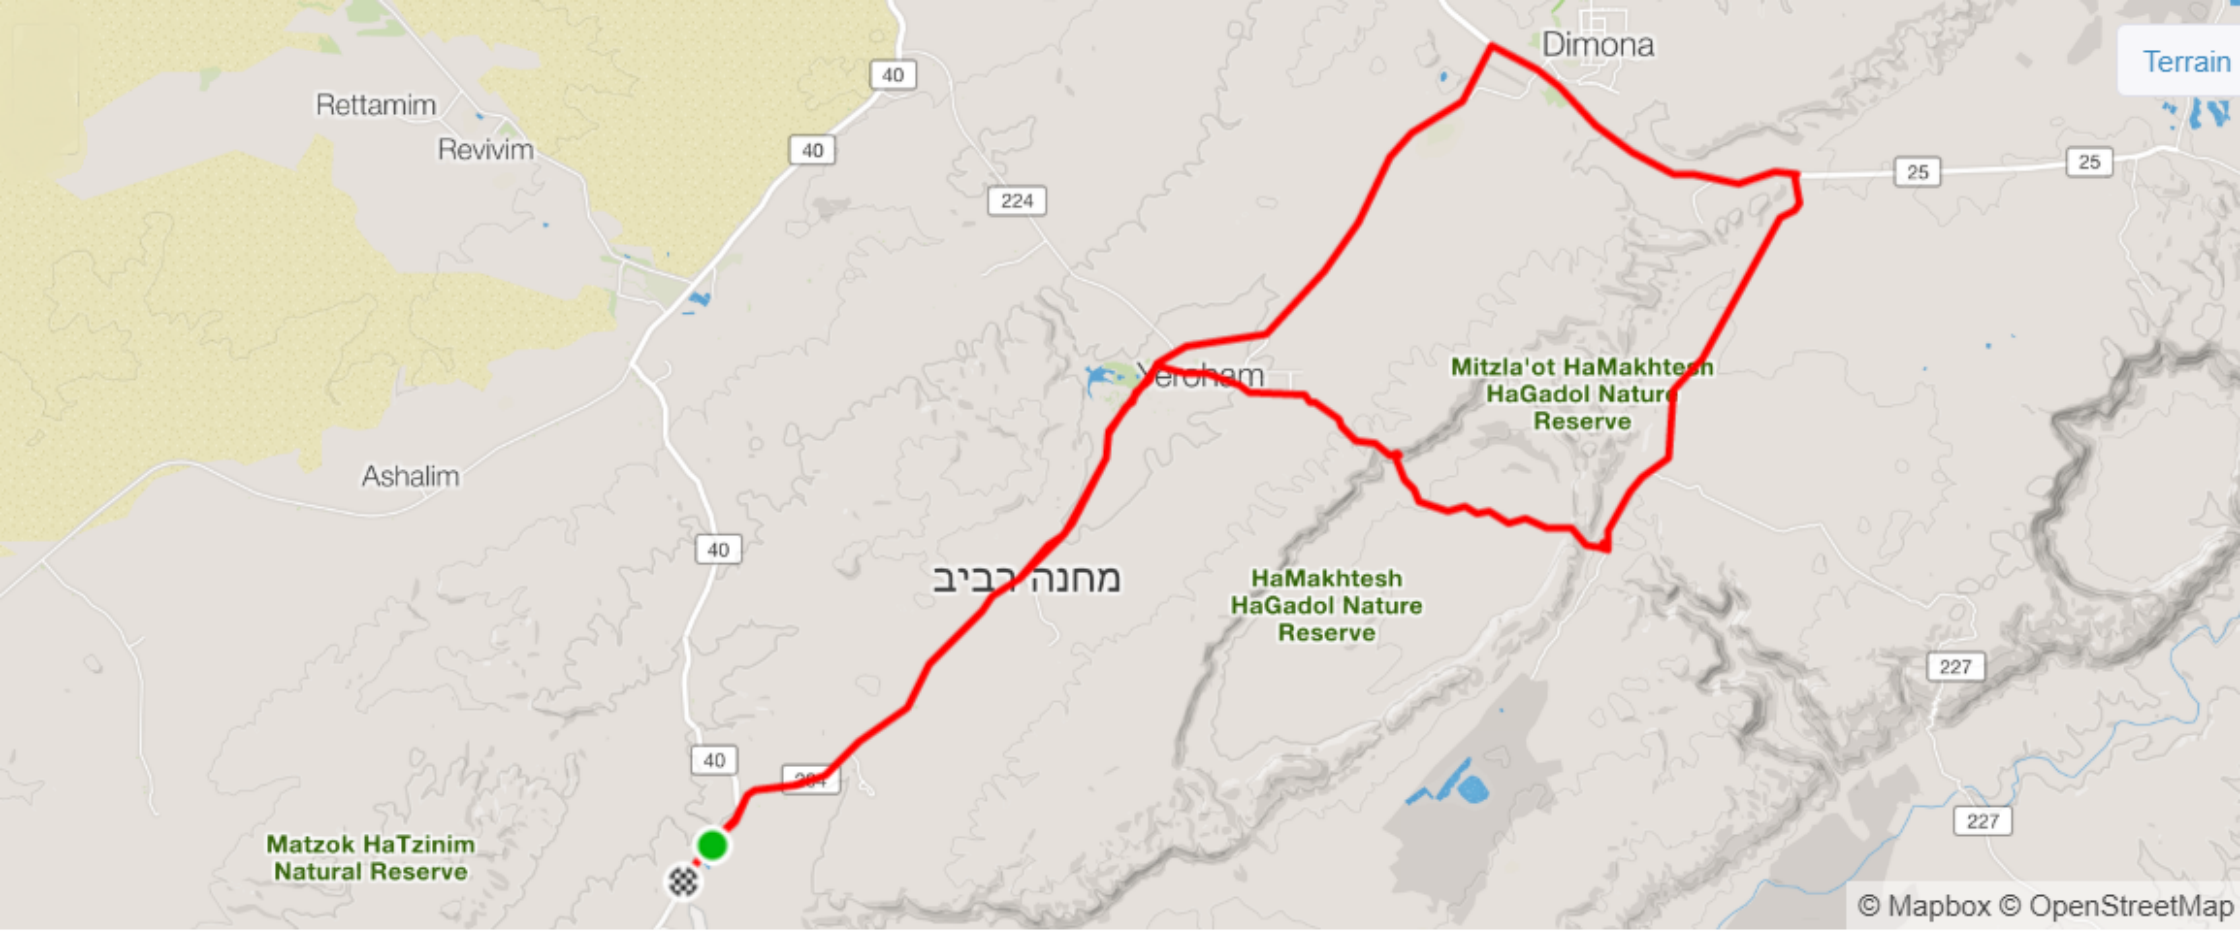 Dimona
Terrain
40
Rettamim
40
Revivim
25
25
224
Mitzla'ot HaMakhtesh
HaGadol Nature
Reserve
Yeroham
Ashalim
40
מחנה רביב
HaMakhtesh
HaGadol Nature
Reserve
227
40
204
227
Matzok HaTzinim
Natural Reserve
© Mapbox © OpenStreetMap